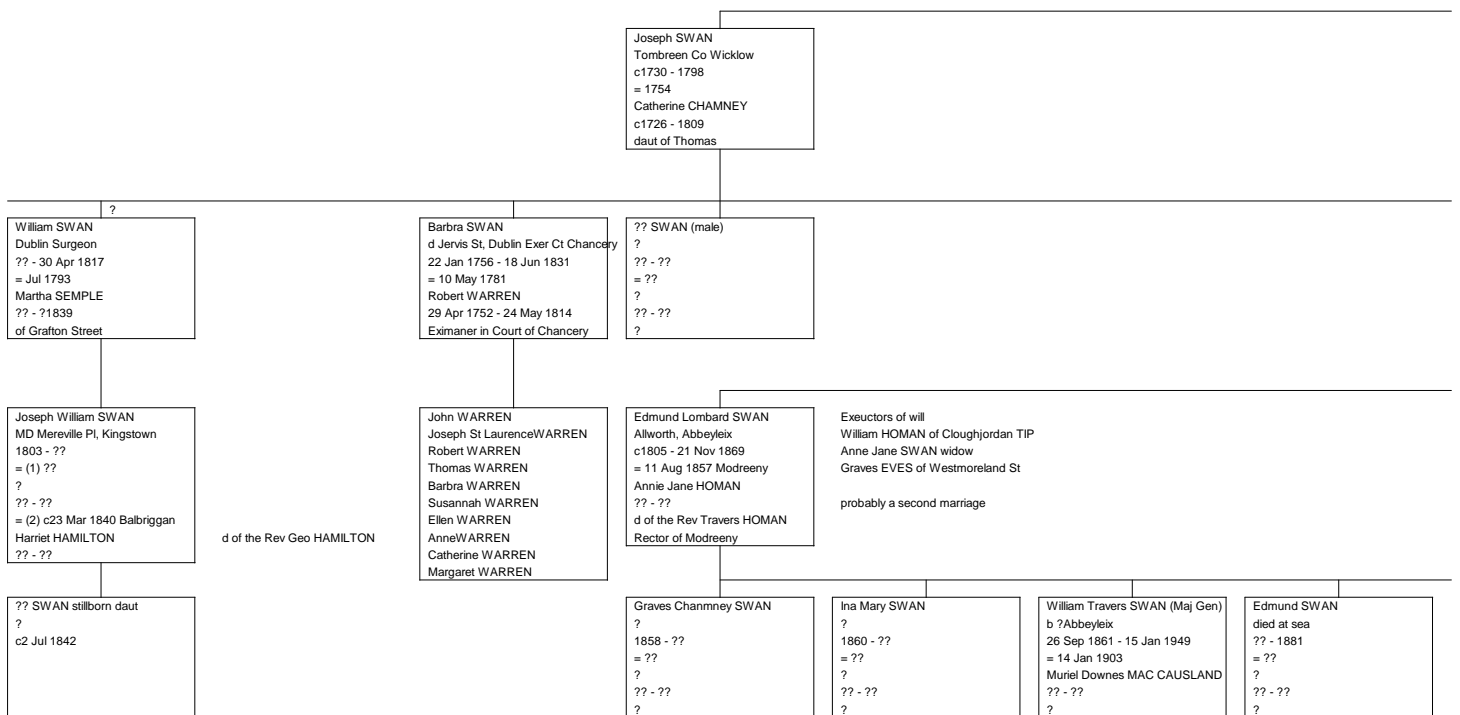 Joseph SWAN
Tombreen Co Wicklow
c1730 - 1798
= 1754
Catherine CHAMNEY
c1726 - 1809
daut of Thomas
?
William SWAN
Dublin Surgeon
?? - 30 Apr 1817
= Jul 1793
Martha SEMPLE
?? - ?1839
of Grafton Street
Barbra SWAN
d Jervis St, Dublin Exer Ct Chancery
22 Jan 1756 - 18 Jun 1831
= 10 May 1781
Robert WARREN
29 Apr 1752 - 24 May 1814
Eximaner in Court of Chancery
?? SWAN (male)
?
?? - ??
= ??
?
?? - ??
?
Joseph William SWAN
MD Mereville Pl, Kingstown
1803 - ??
= (1) ??
?
?? - ??
= (2) c23 Mar 1840 Balbriggan
Harriet HAMILTON
?? - ??
d of the Rev Geo HAMILTON
John WARREN
Joseph St LaurenceWARREN
Robert WARREN
Thomas WARREN
Barbra WARREN
Susannah WARREN
Ellen WARREN
AnneWARREN
Catherine WARREN
Margaret WARREN
Edmund Lombard SWAN
Allworth, Abbeyleix
c1805 - 21 Nov 1869
= 11 Aug 1857 Modreeny
Annie Jane HOMAN
?? - ??
d of the Rev Travers HOMAN
Rector of Modreeny
Exeuctors of will
William HOMAN of Cloughjordan TIP
Anne Jane SWAN widow
Graves EVES of Westmoreland St
probably a second marriage
?? SWAN stillborn daut
?
c2 Jul 1842
Graves Chanmney SWAN
?
1858 - ??
= ??
?
?? - ??
?
Ina Mary SWAN
?
1860 - ??
= ??
?
?? - ??
?
William Travers SWAN (Maj Gen)
b ?Abbeyleix
26 Sep 1861 - 15 Jan 1949
= 14 Jan 1903
Muriel Downes MAC CAUSLAND
?? - ??
?
Edmund SWAN
died at sea
?? - 1881
= ??
?
?? - ??
?